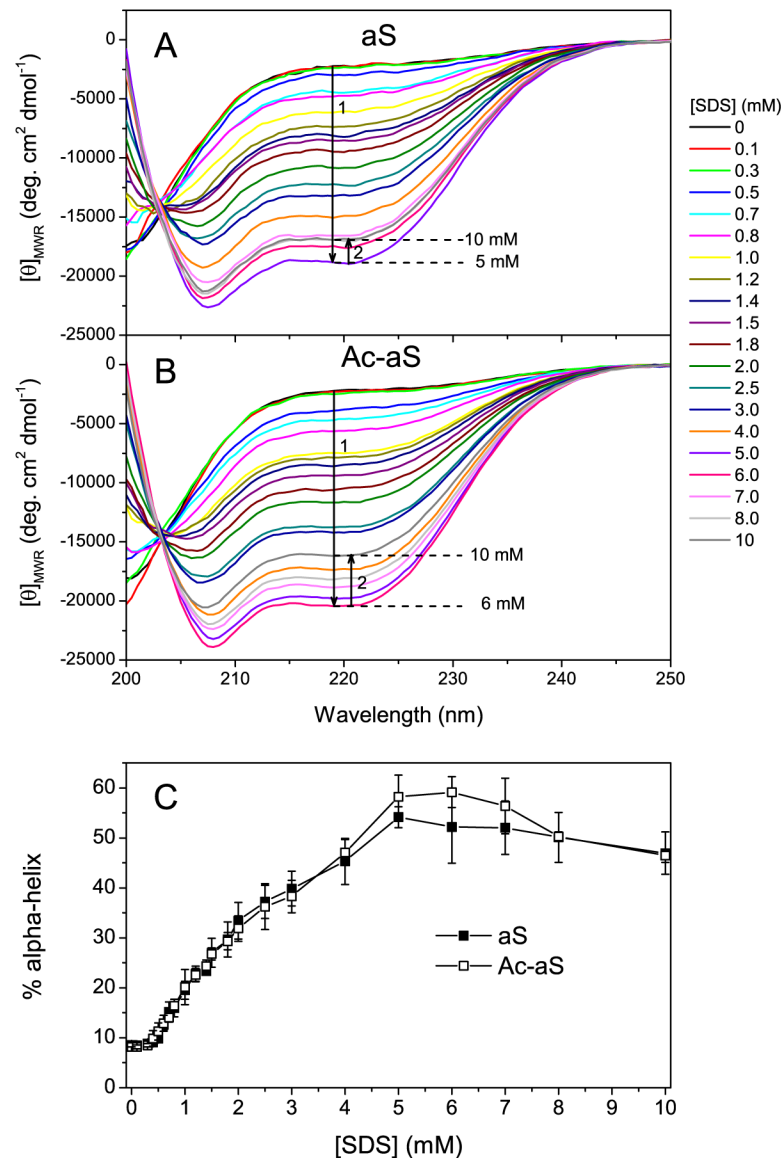 A
aS
0
-5000
-10000
-15000
-20000
-25000
[θ]MWR (deg. cm² dmol⁻¹)
1
2
10 mM
5 mM
B
Ac-aS
0
-5000
-10000
-15000
-20000
-25000
[θ]MWR (deg. cm² dmol⁻¹)
1
2
10 mM
6 mM
200 210 220 230 240 250
Wavelength (nm)
[SDS] (mM)
0
0.1
0.3
0.5
0.7
0.8
1.0
1.2
1.4
1.5
1.8
2.0
2.5
3.0
4.0
5.0
6.0
7.0
8.0
10
C
60
50
40
30
20
10
0
% alpha-helix
aS
Ac-aS
0 1 2 3 4 5 6 7 8 9 10
[SDS] (mM)